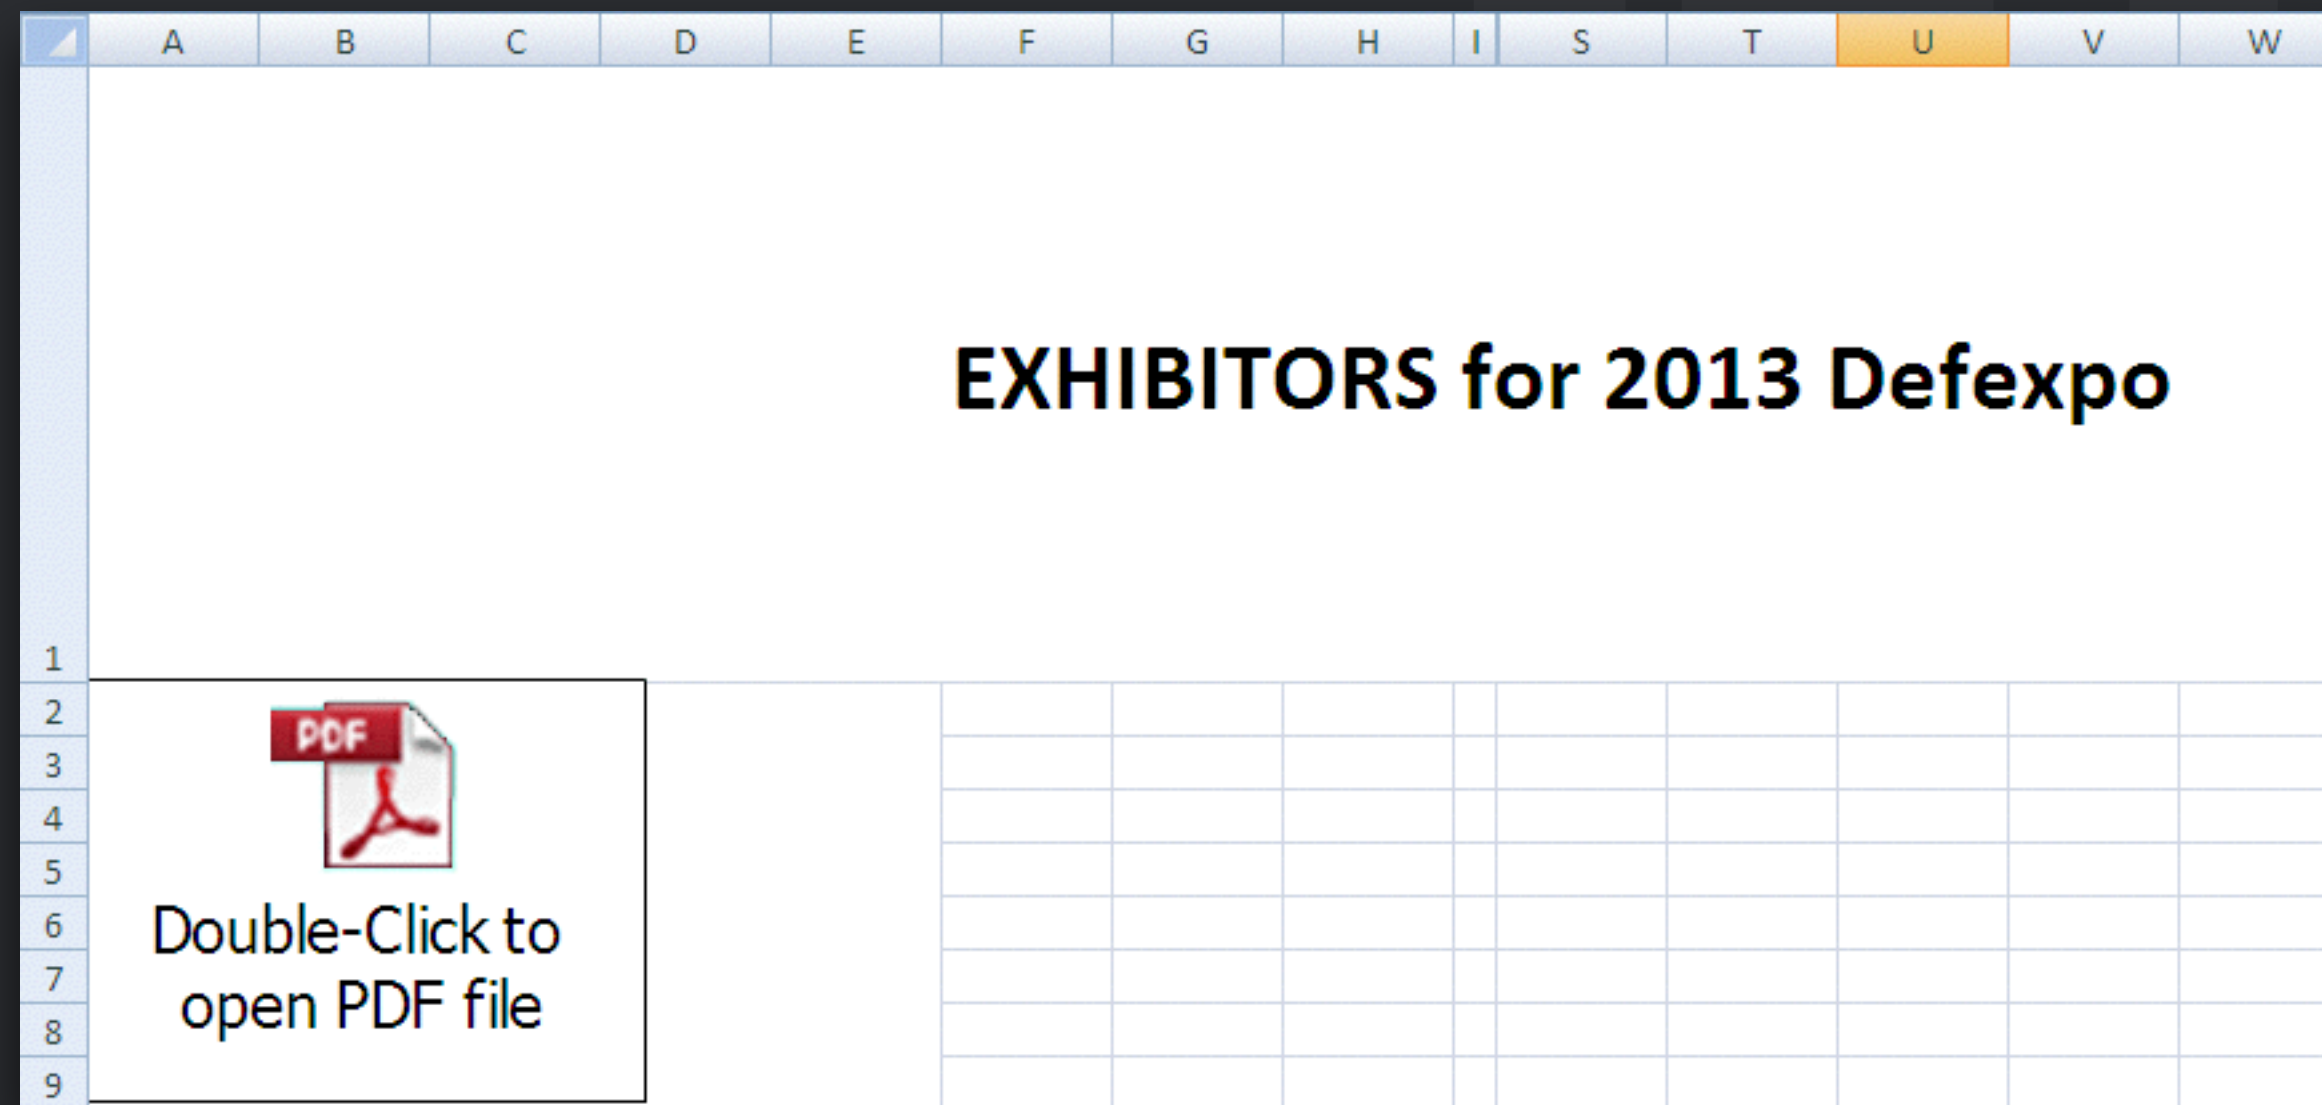 A B C D E F G H I S T U V W
EXHIBITORS for 2013 Defexpo
1
2
PDF
3
4
5
6
Double-Click to
7
open PDF file
8
9